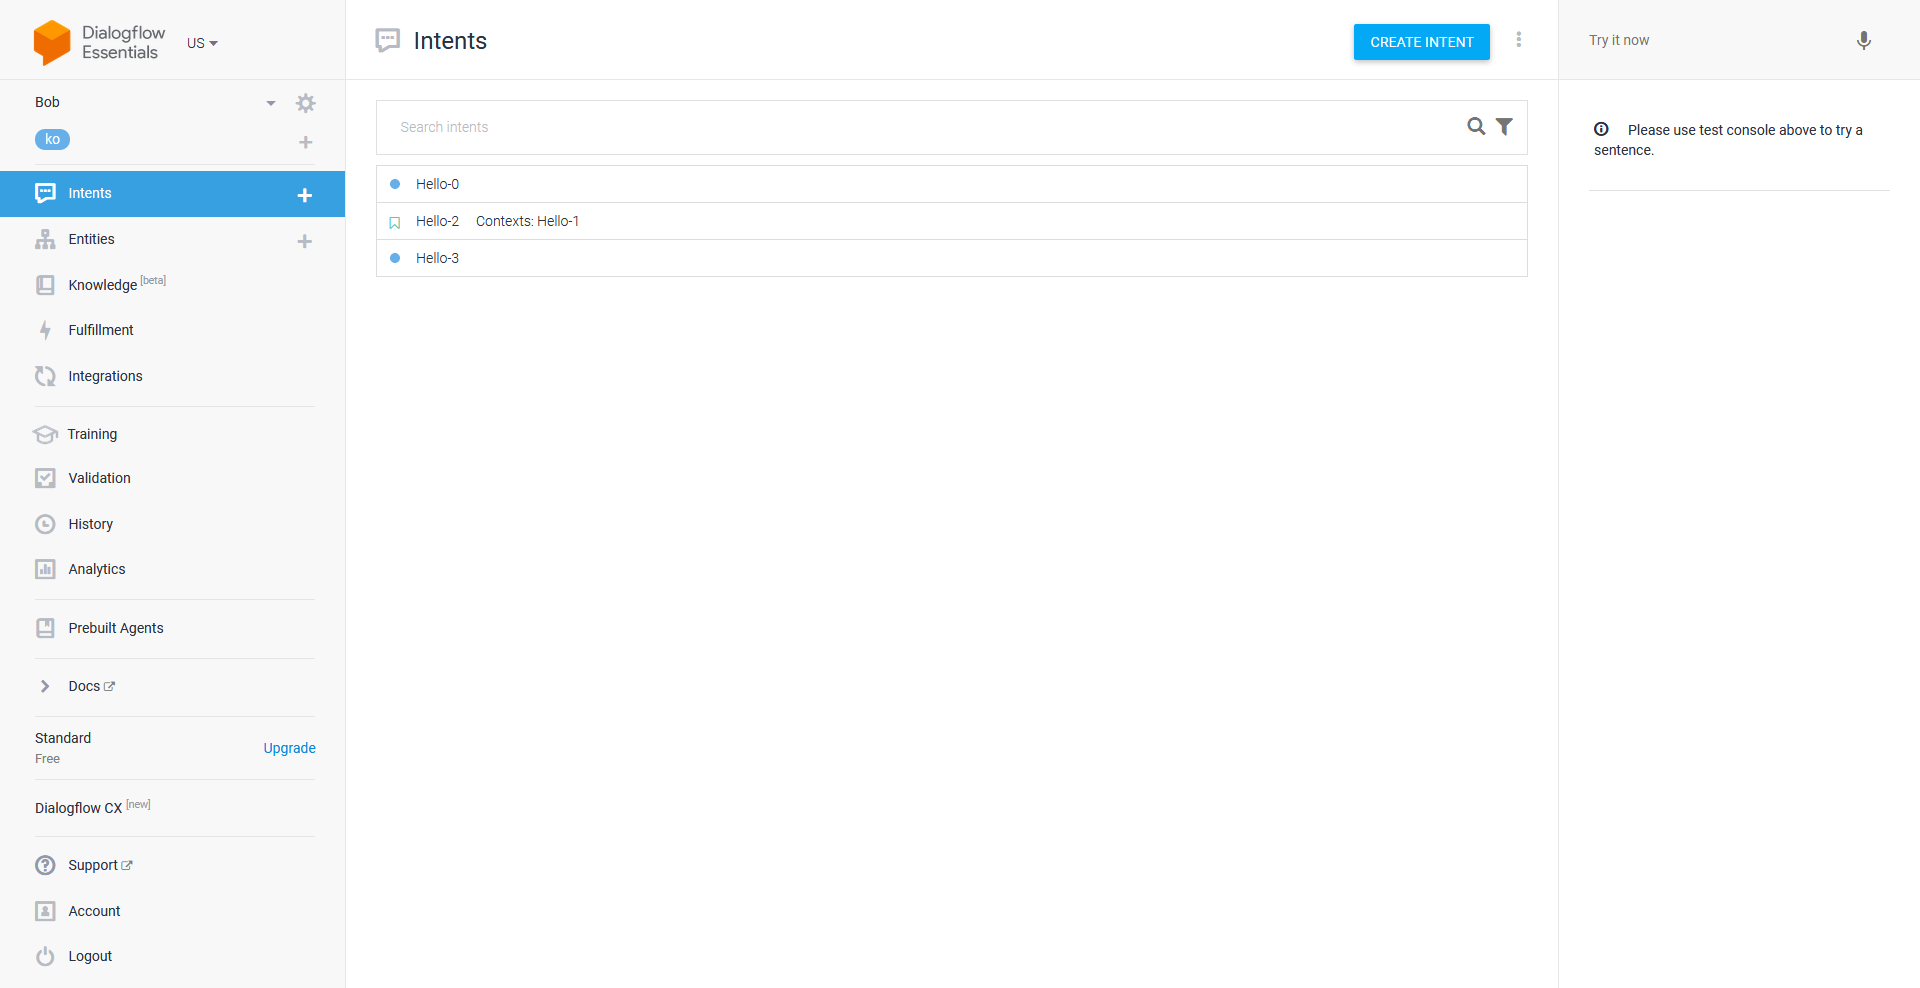 Dialogflow
Essentials
US
Bob
ko
Intents
Entities
Knowledge [beta]
Fulfillment
Integrations
Training
Validation
History
Analytics
Prebuilt Agents
Docs
Standard
Free
Upgrade
Dialogflow CX [new]
Support
Account
Logout
Intents
CREATE INTENT
Search intents
Hello-0
Hello-2 Contexts: Hello-1
Hello-3
Try it now
Please use test console above to try a
sentence.